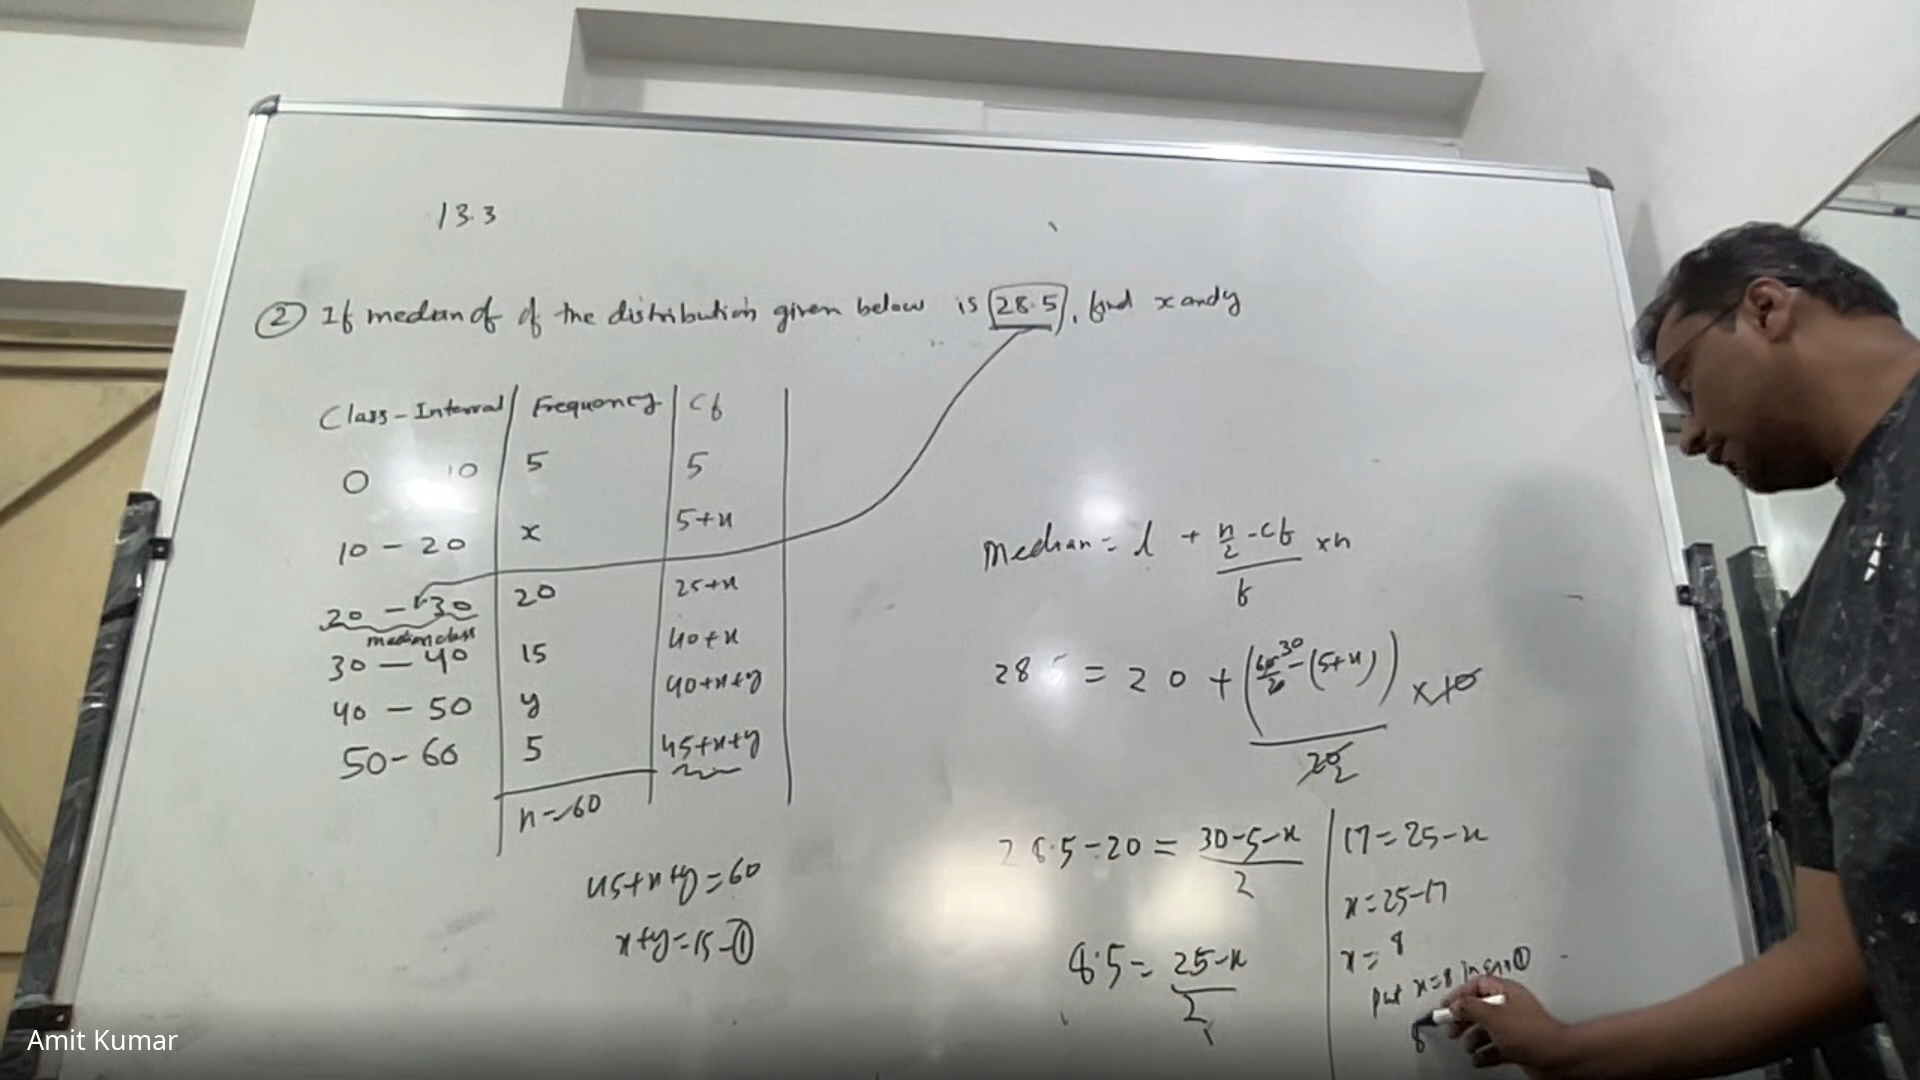 13.3
② If median of of the distribution given below is 28.5, find x and y
Class-Interval Frequency Cf
0 10 5 5
10 - 20 x 5+x
20 - 30 20 25+x
median class
30 - 40 15 40+x
40 - 50 y 40+x+y
50-60 5 45+x+y
n=60
45+x+y=60
x+y=15-①
Median = l + n/2 - cf / f × h
28 5 = 20 + (60/2 30 - (5+x)) / 20 2 × 10
28.5-20 = 30-5-x / 2
8.5 = 25-x / 2
17=25-x
x=25-17
x= 8
Put x=8 in eqn ①
8
Amit Kumar